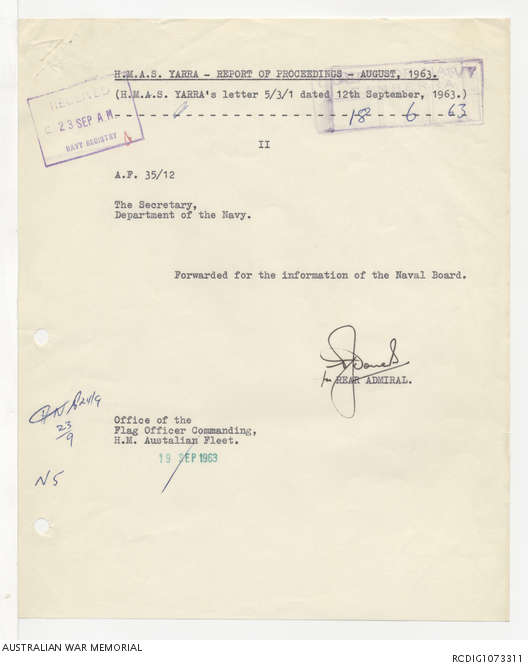 H.M.A.S. YARRA - REPORT OF PROCEEDINGS - AUGUST, 1963.
(H.M.A.S. YARRA's letter 5/3/1 dated 12th September, 1963.)
RECEIVED
23 SEP A M
NAVY REGISTRY
NAVY
18 6 63
II
A.F. 35/12
The Secretary,
Department of the Navy.
Forwarded for the information of the Naval Board.
for REAR ADMIRAL.
23/9
N5
Office of the
Flag Officer Commanding,
H.M. Austalian Fleet.
19 SEP 1963
AUSTRALIAN WAR MEMORIAL
RCDIG1073311